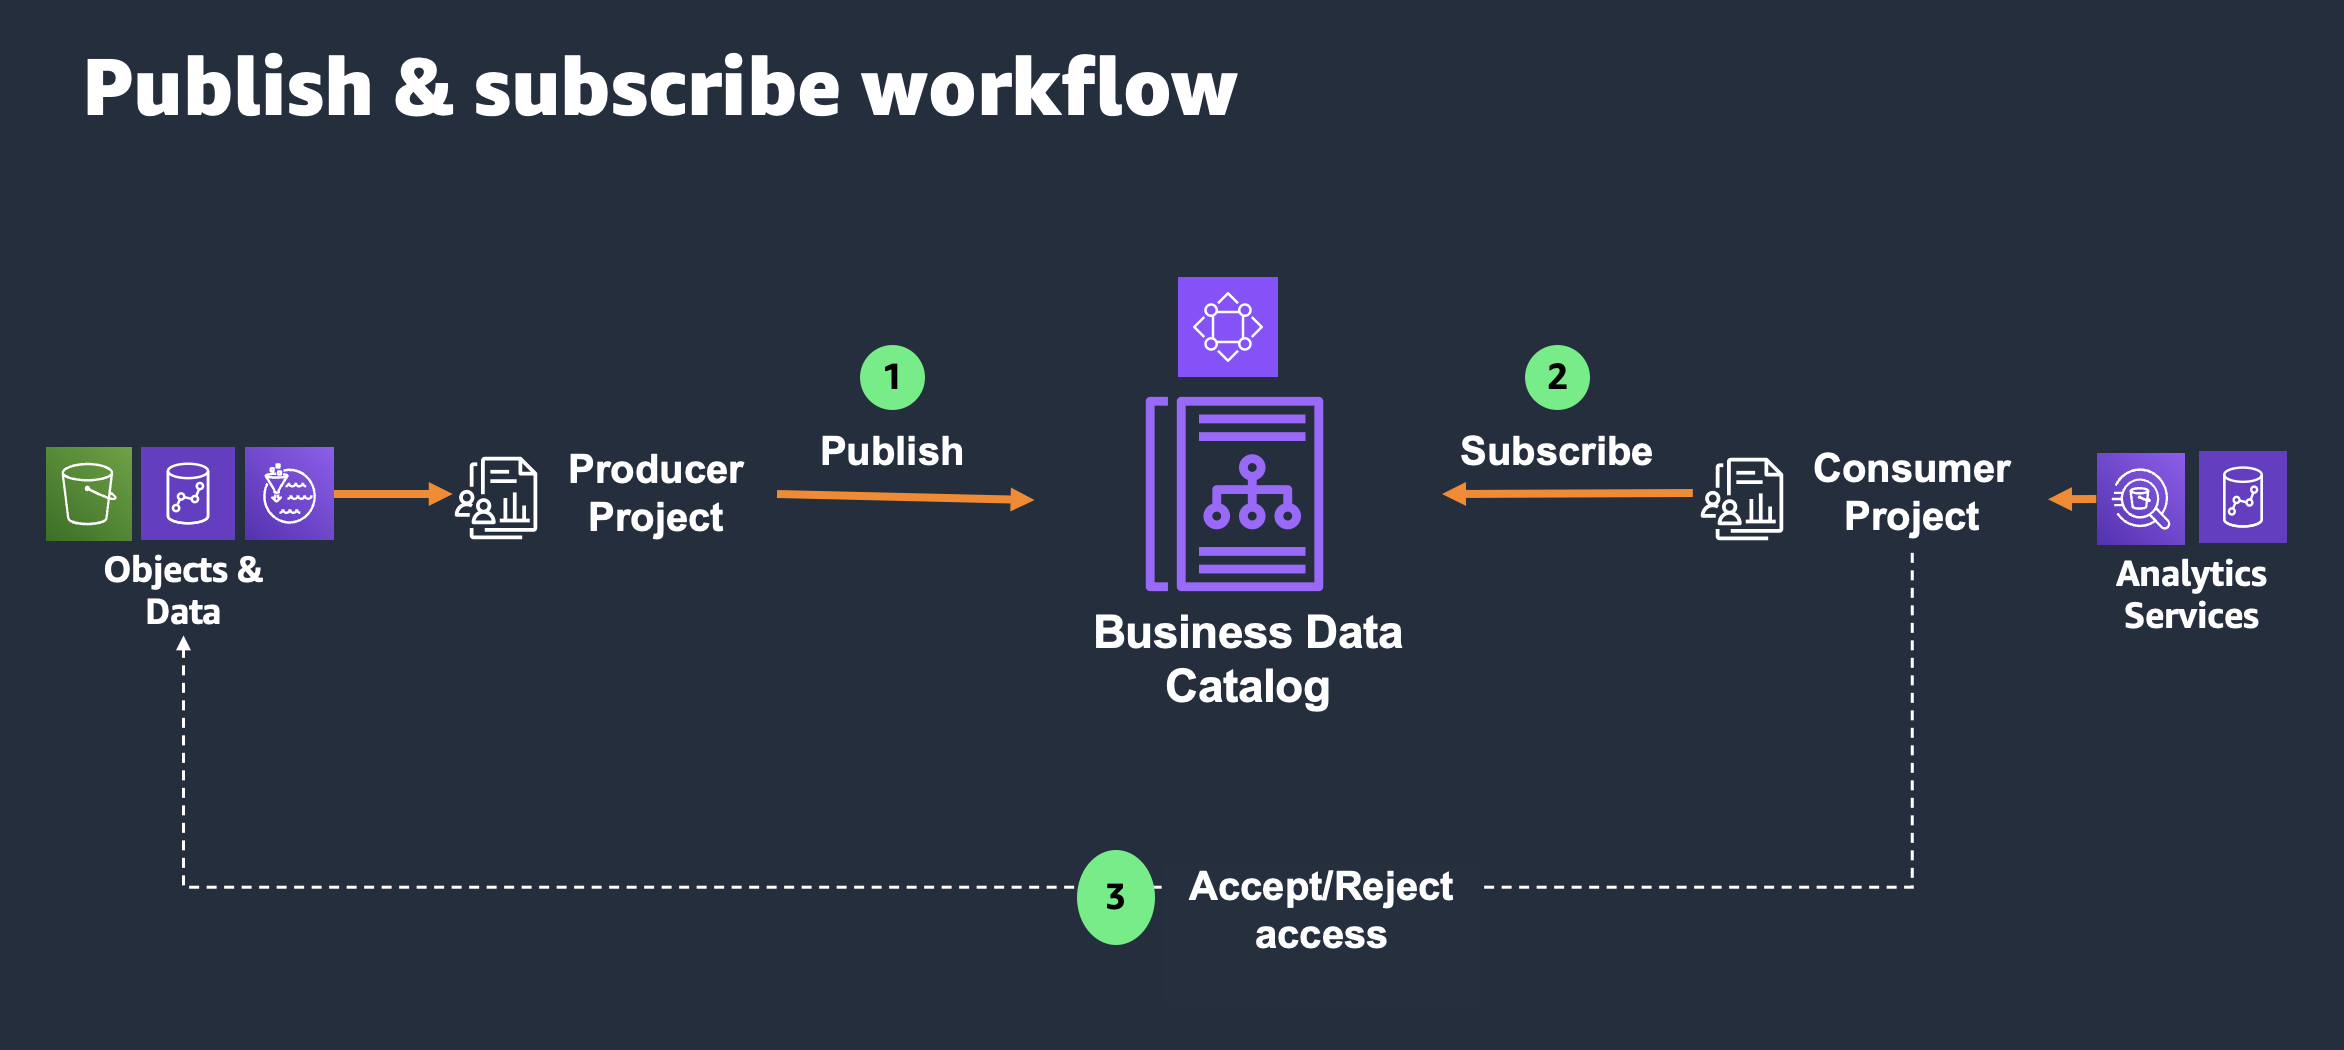 Publish & subscribe workflow
1
Publish
2
Subscribe
Producer
Project
Consumer
Project
Objects &
Data
Business Data
Catalog
Analytics
Services
3
Accept/Reject
access